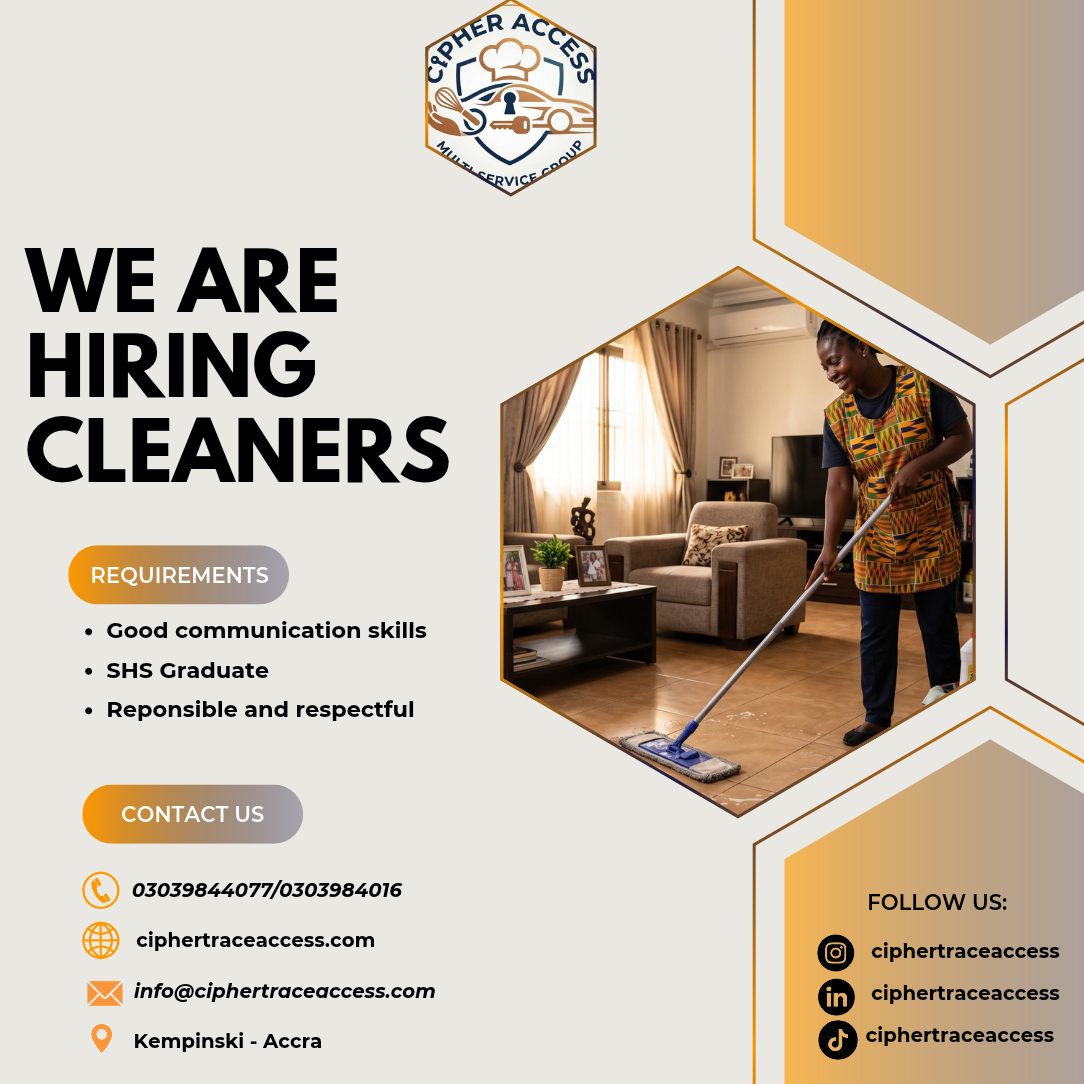 CIPHER ACCESS
MULTI SERVICE GROUP
WE ARE
HIRING
CLEANERS
REQUIREMENTS
• Good communication skills
• SHS Graduate
• Reponsible and respectful
CONTACT US
03039844077/0303984016
ciphertraceaccess.com
info@ciphertraceaccess.com
Kempinski - Accra
FOLLOW US:
ciphertraceaccess
ciphertraceaccess
ciphertraceaccess